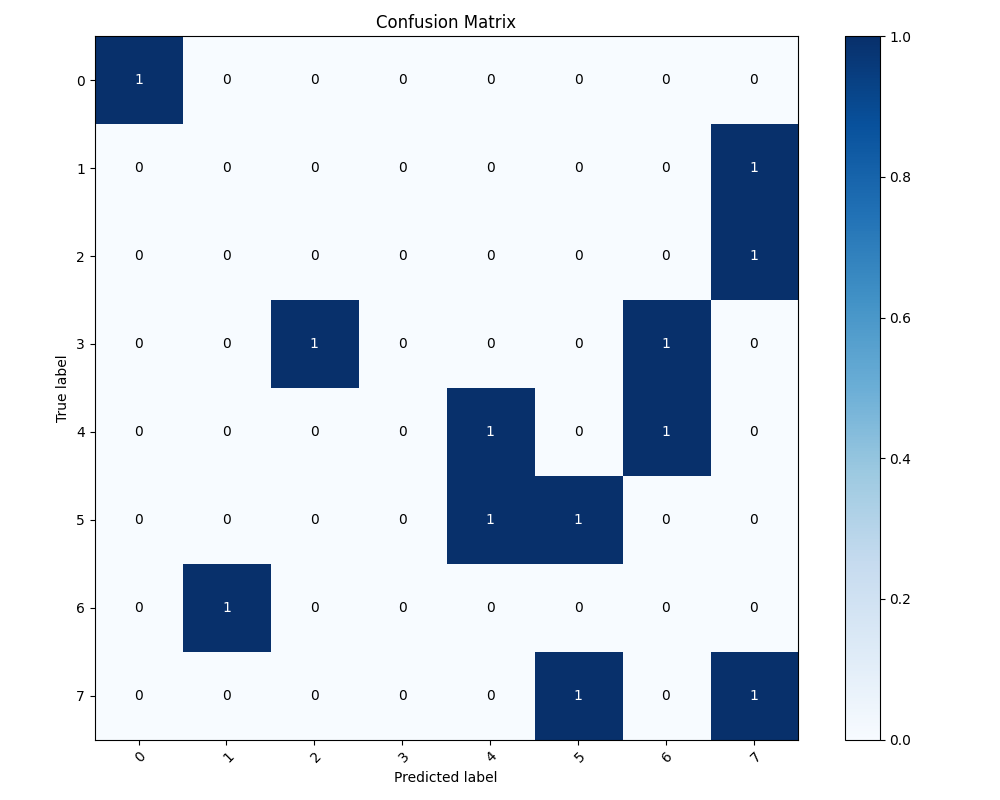 Confusion Matrix
0 1 0 0 0 0 0 0 0
1 0 0 0 0 0 0 0 1
2 0 0 0 0 0 0 0 1
3 0 0 1 0 0 0 1 0
4 0 0 0 0 1 0 1 0
5 0 0 0 0 1 1 0 0
6 0 1 0 0 0 0 0 0
7 0 0 0 0 0 1 0 1
0 1 2 3 4 5 6 7
True label
Predicted label
1.0
0.8
0.6
0.4
0.2
0.0